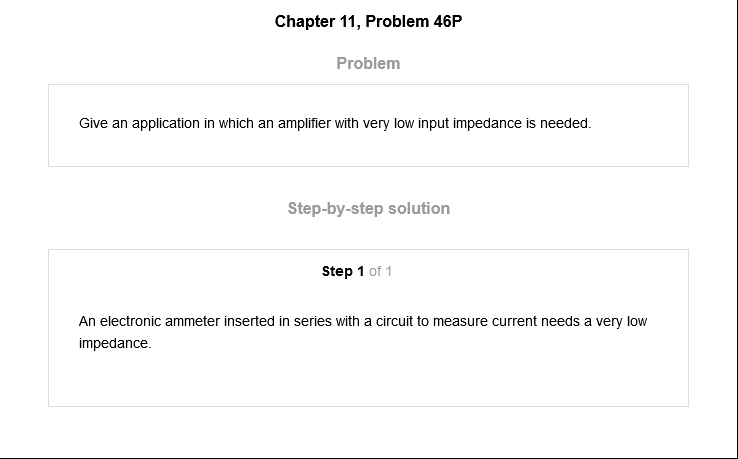 Chapter 11, Problem 46P
Problem
Give an application in which an amplifier with very low input impedance is needed.
Step-by-step solution
Step 1 of 1
An electronic ammeter inserted in series with a circuit to measure current needs a very low
impedance.